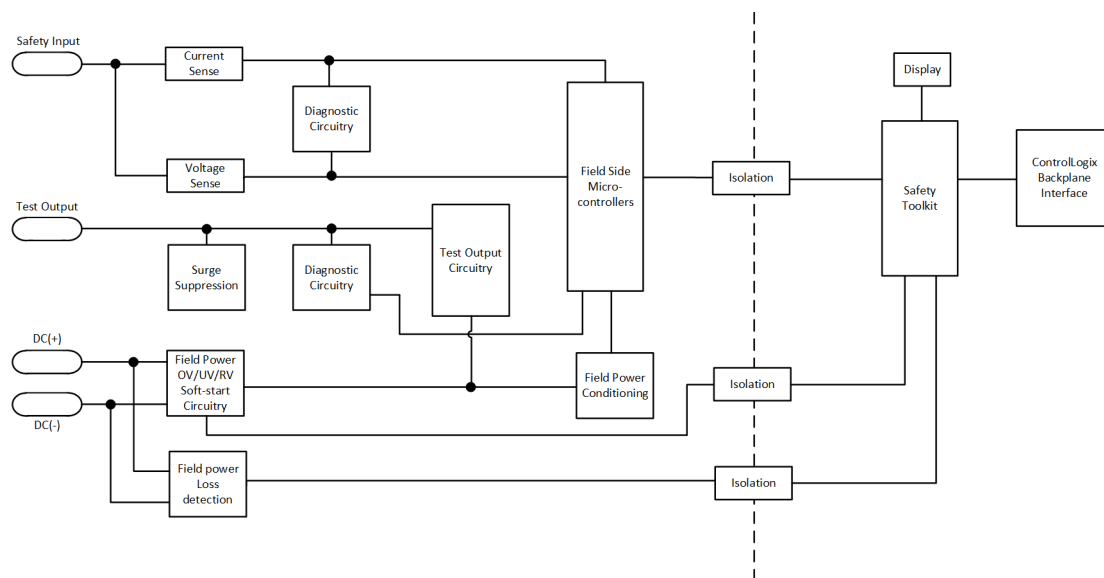 Safety Input
Current
Sense
Display
Diagnostic
Circuitry
Voltage
Sense
Field Side
Micro-
controllers
Isolation
Safety
Toolkit
ControlLogix
Backplane
Interface
Test Output
Surge
Suppression
Diagnostic
Circuitry
Test Output
Circuitry
DC(+)
DC(-)
Field Power
OV/UV/RV
Soft-start
Circuitry
Field Power
Conditioning
Isolation
Field power
Loss
detection
Isolation